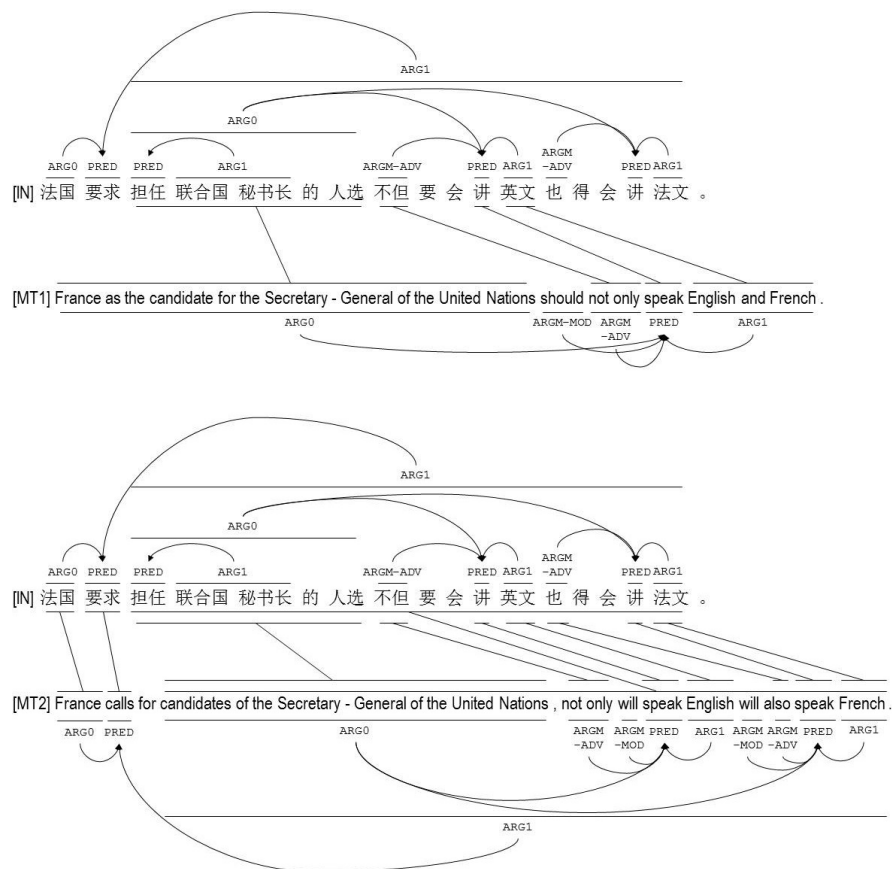 ARG1
ARG0
ARG0 PRED PRED ARG1 ARGM-ADV PRED ARG1 ARGM-ADV PRED ARG1
[IN] 法国 要求 担任 联合国 秘书长 的 人选 不但 要 会 讲 英文 也 得 会 讲 法文 。
[MT1] France as the candidate for the Secretary - General of the United Nations should not only speak English and French .
ARG0 ARGM-MOD ARGM-ADV PRED ARG1
ARG1
ARG0
ARG0 PRED PRED ARG1 ARGM-ADV PRED ARG1 ARGM-ADV PRED ARG1
[IN] 法国 要求 担任 联合国 秘书长 的 人选 不但 要 会 讲 英文 也 得 会 讲 法文 。
[MT2] France calls for candidates of the Secretary - General of the United Nations , not only will speak English will also speak French .
ARG0 PRED ARG0 ARGM-ADV ARGM-MOD PRED ARG1 ARGM-MOD ARGM-ADV PRED ARG1
ARG1